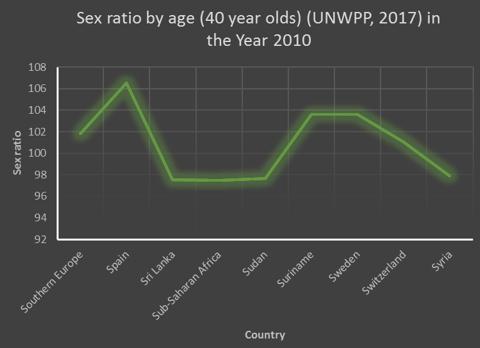 Sex ratio by age (40 year olds) (UNWPP, 2017) in
the Year 2010
108
106
104
102
100
98
96
94
92
Sex ratio
Southern Europe
Spain
Sri Lanka
Sub-Saharan Africa
Sudan
Suriname
Sweden
Switzerland
Syria
Country